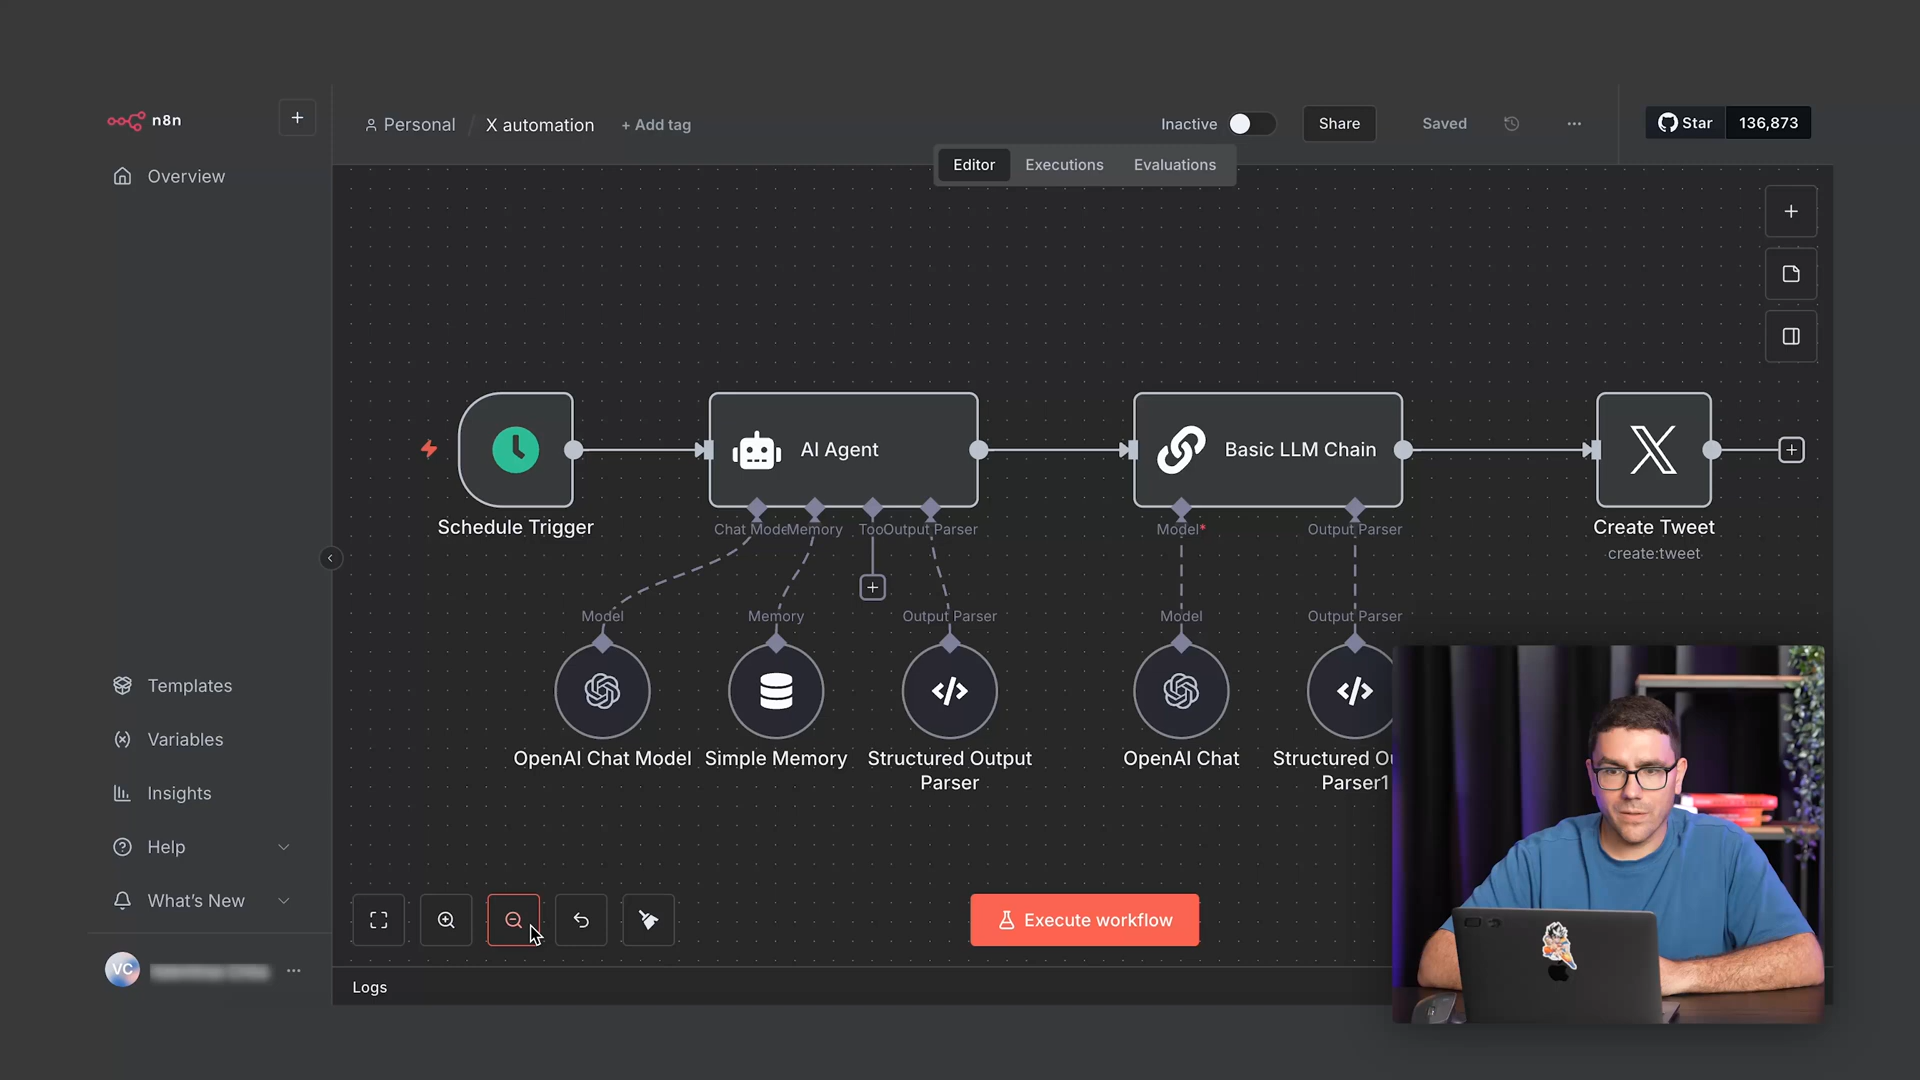 n8n
+
Personal / X automation + Add tag
Inactive
Share
Saved
...
Star 136,873
Editor Executions Evaluations
Overview
AI Agent
Basic LLM Chain
Schedule Trigger
Chat Mode Memory Too Output Parser
Model*
Output Parser
Create Tweet
create:tweet
Model
Memory
Output Parser
Model
Output Parser
OpenAI Chat Model
Simple Memory
Structured Output
Parser
OpenAI Chat
Structured Ou
Parser1
Templates
Variables
Insights
Help
What's New
VC
Execute workflow
Logs